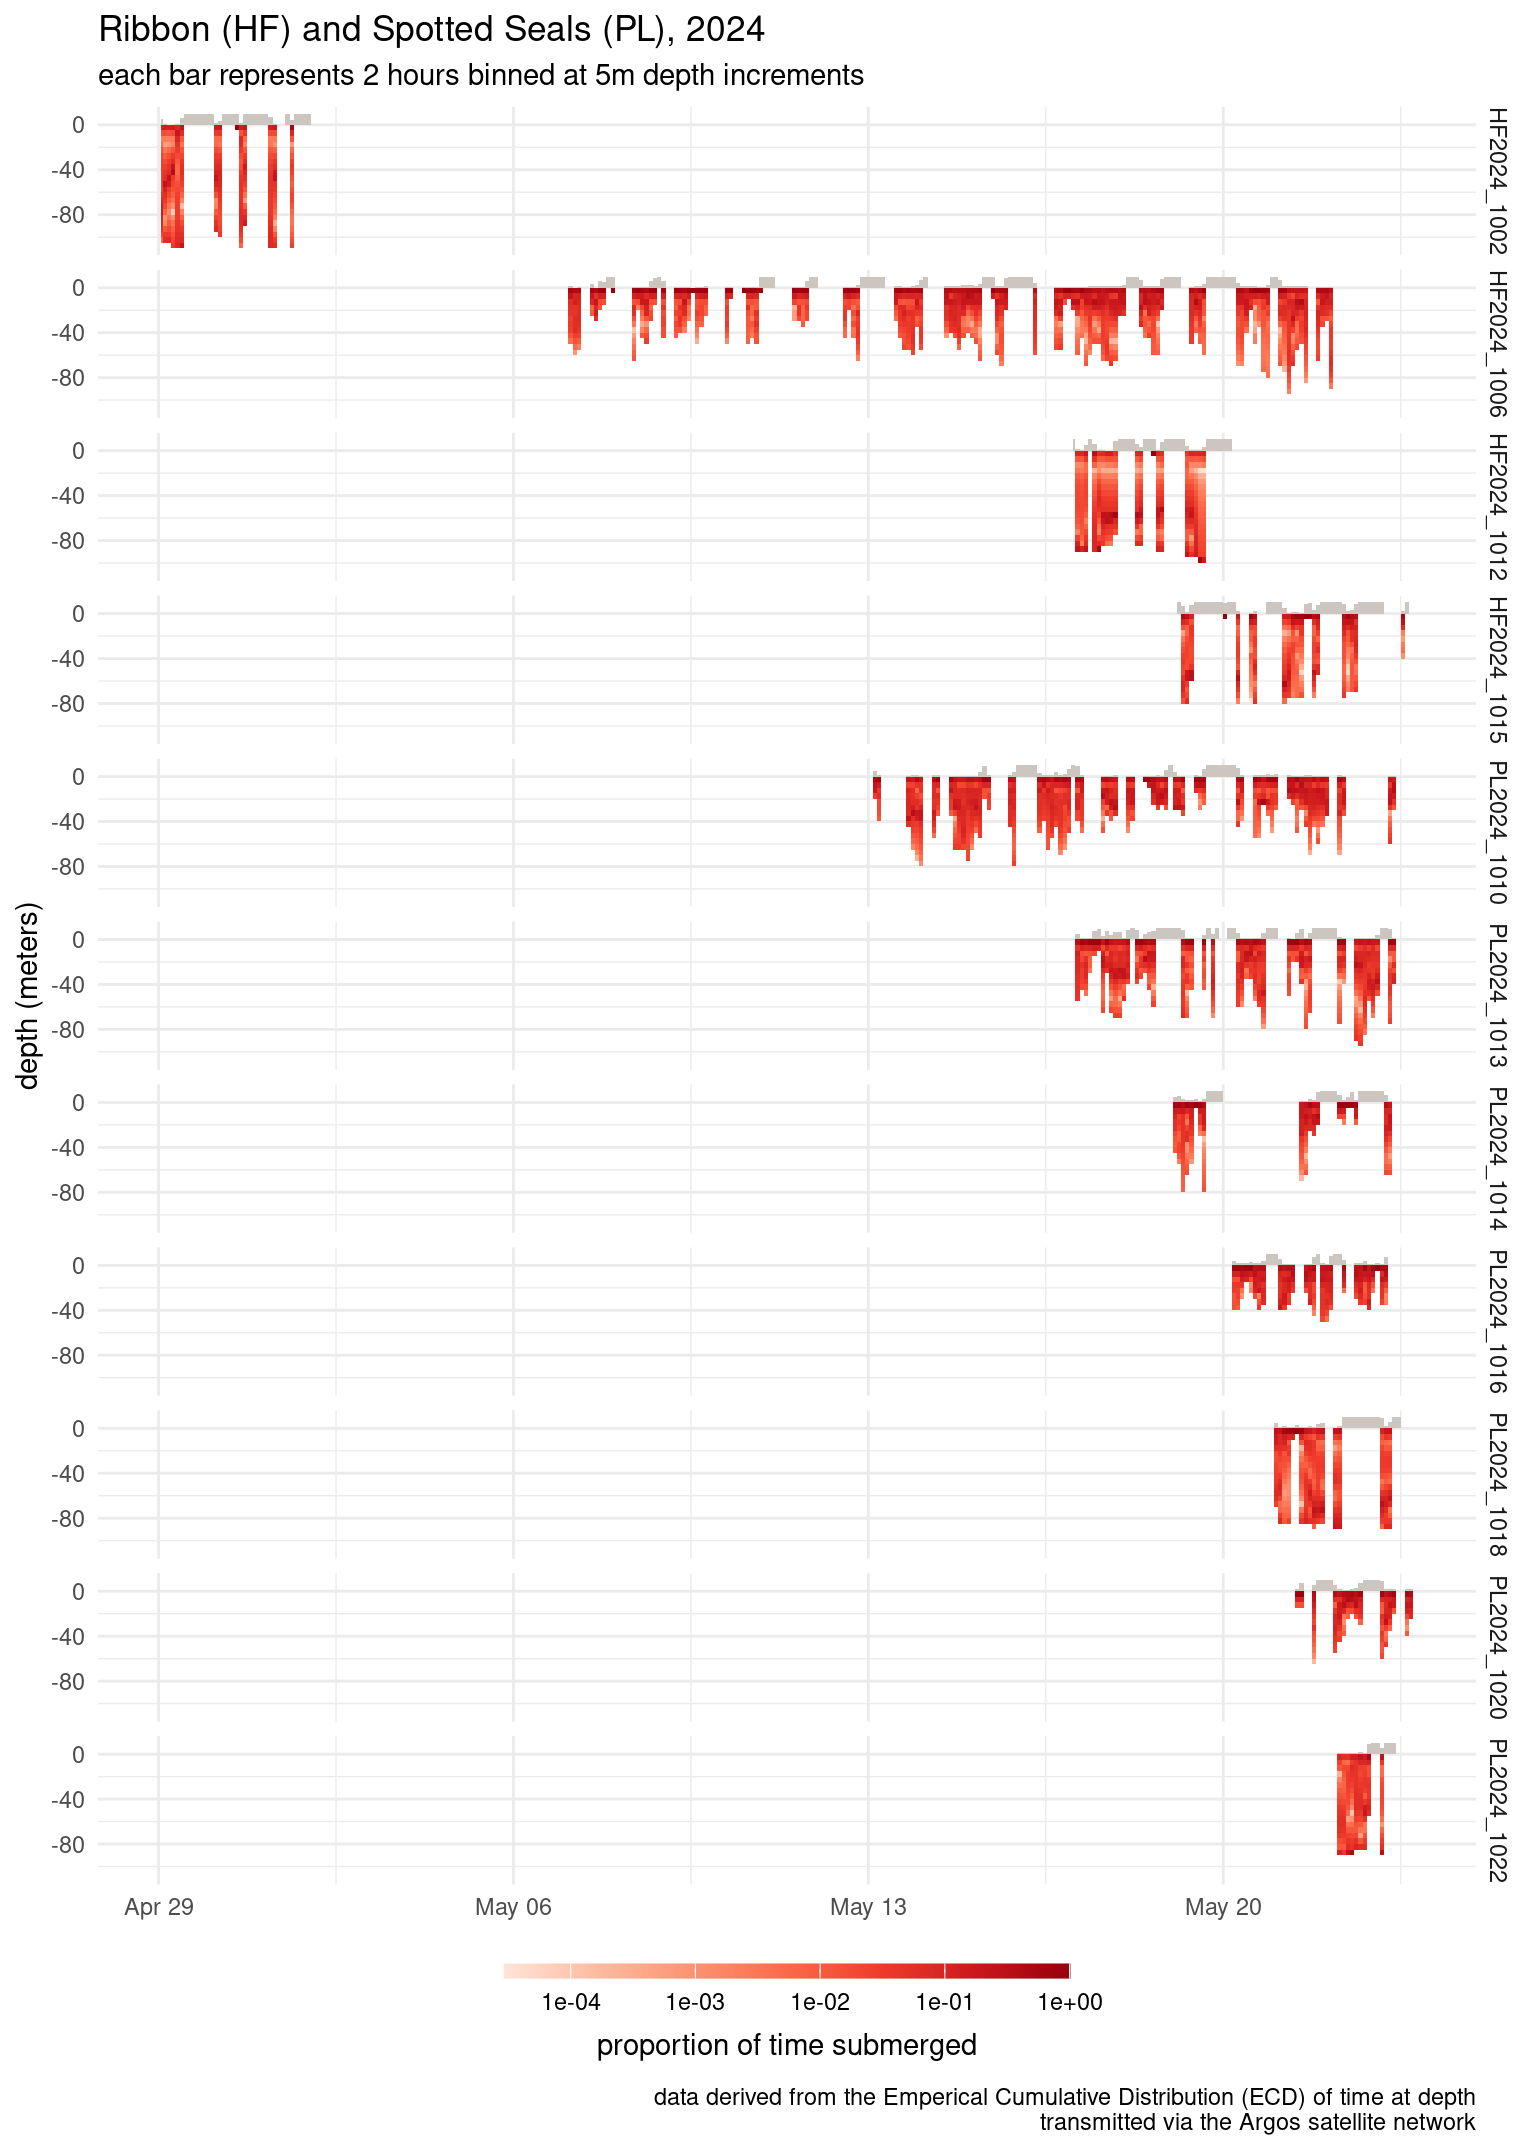 Ribbon (HF) and Spotted Seals (PL), 2024
each bar represents 2 hours binned at 5m depth increments
0
-40
-80
HF2024_1002
0
-40
-80
HF2024_1006
0
-40
-80
HF2024_1012
0
-40
-80
HF2024_1015
0
-40
-80
PL2024_1010
0
-40
-80
PL2024_1013
0
-40
-80
PL2024_1014
0
-40
-80
PL2024_1016
0
-40
-80
PL2024_1018
0
-40
-80
PL2024_1020
0
-40
-80
PL2024_1022
depth (meters)
Apr 29 May 06 May 13 May 20
1e-04 1e-03 1e-02 1e-01 1e+00
proportion of time submerged
data derived from the Emperical Cumulative Distribution (ECD) of time at depth
transmitted via the Argos satellite network